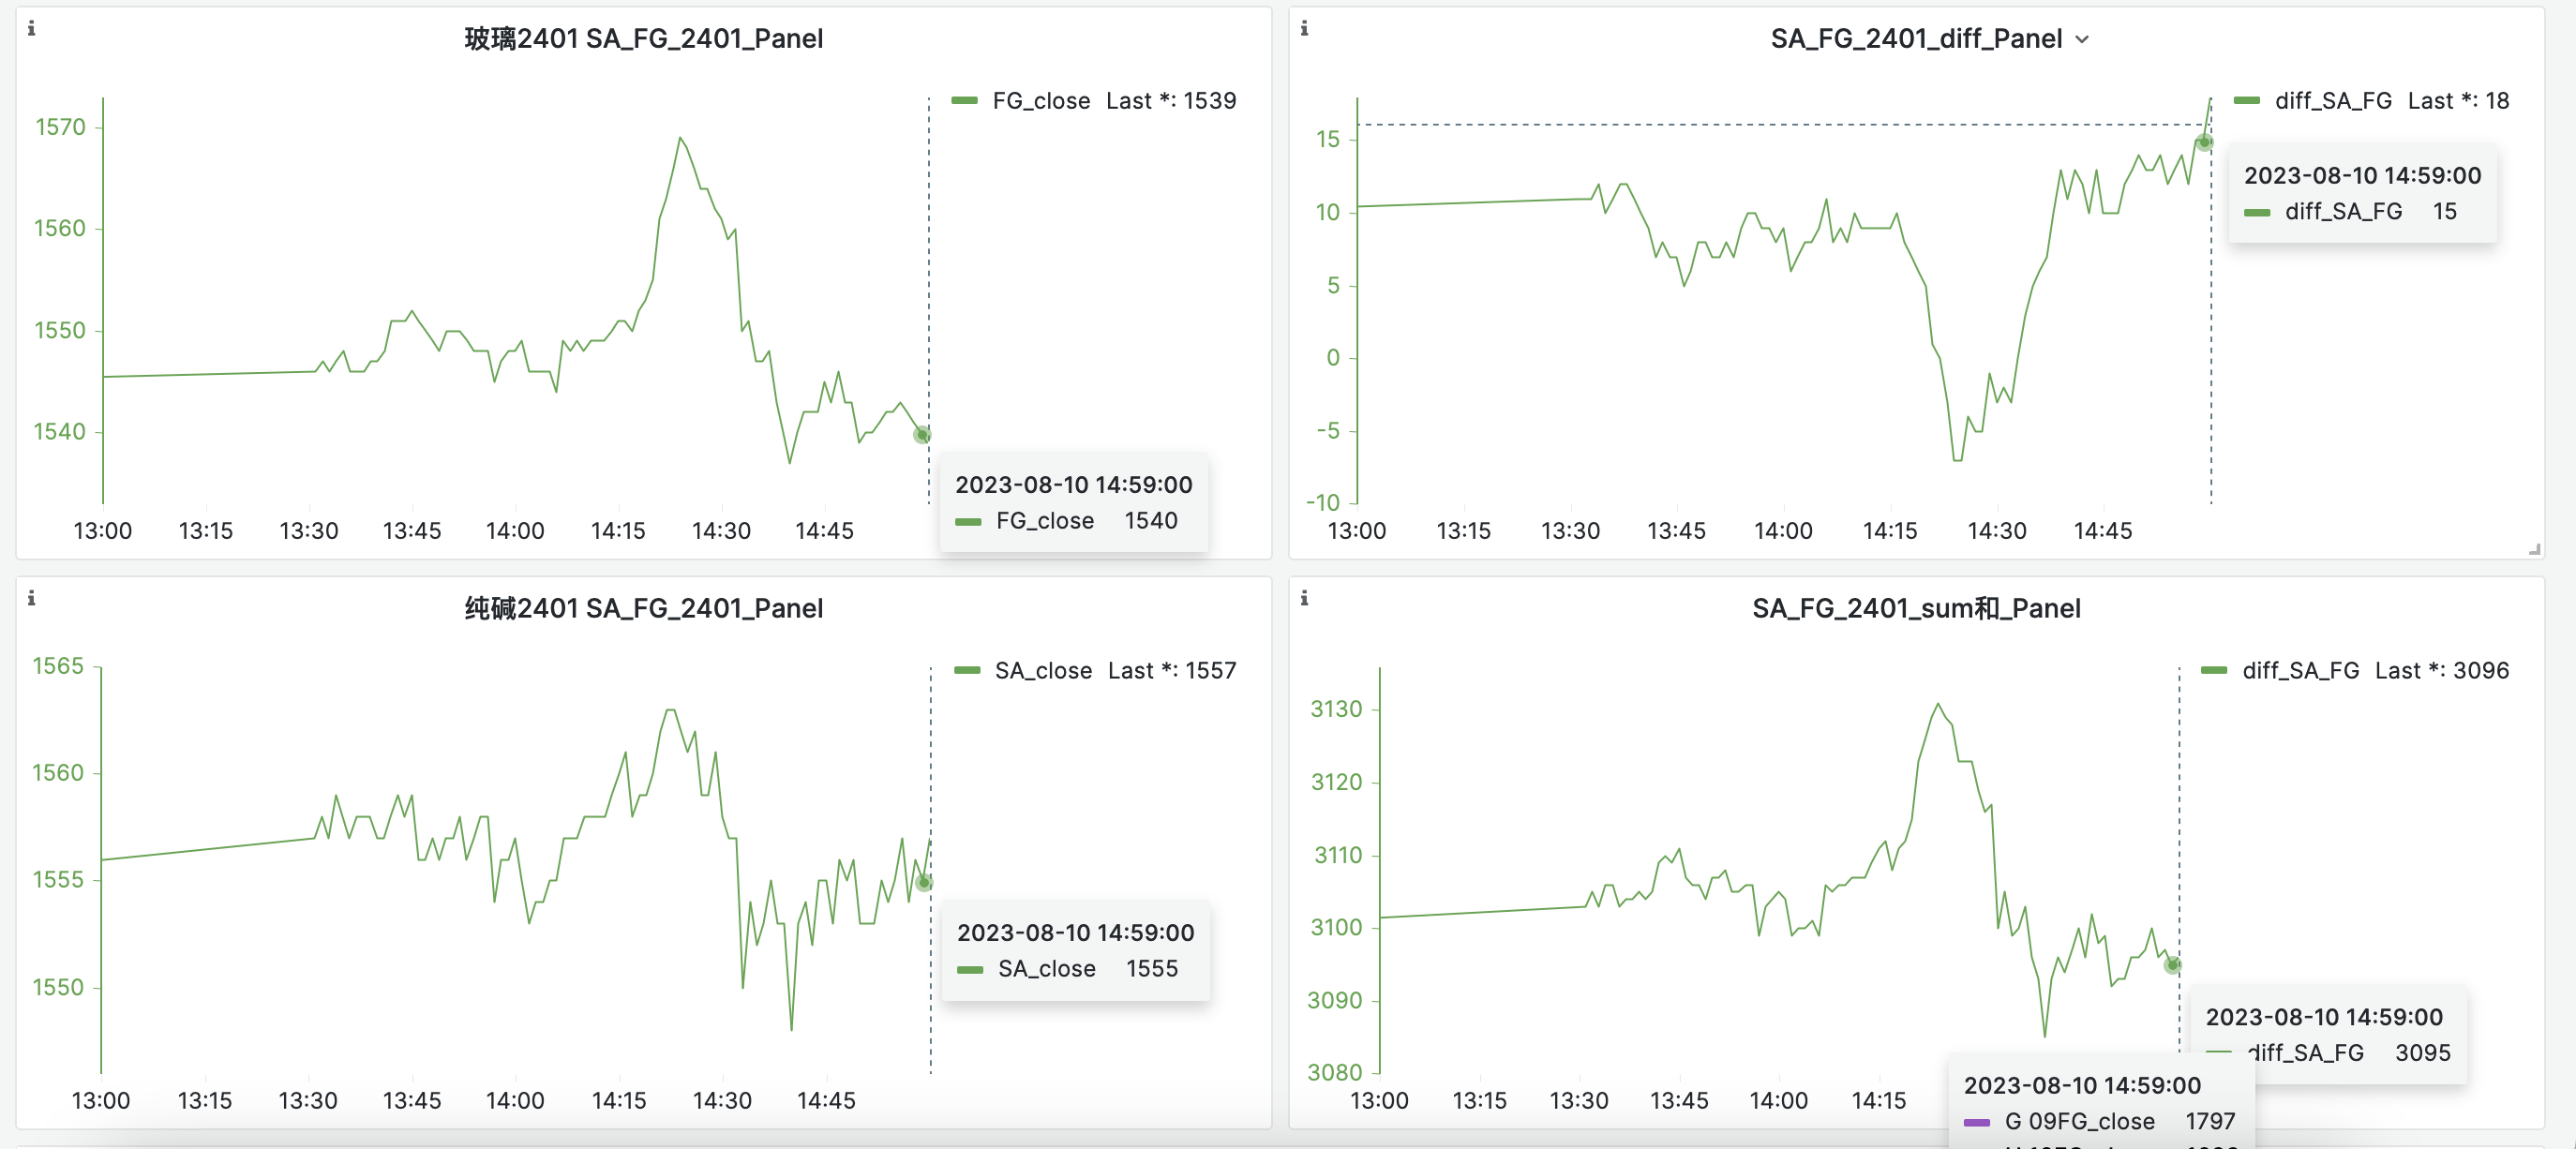 玻璃2401 SA_FG_2401_Panel
FG_close Last *: 1539
1570
1560
1550
1540
13:00 13:15 13:30 13:45 14:00 14:15 14:30 14:45
2023-08-10 14:59:00
FG_close 1540
SA_FG_2401_diff_Panel
diff_SA_FG Last *: 18
15
10
5
0
-5
-10
13:00 13:15 13:30 13:45 14:00 14:15 14:30 14:45
2023-08-10 14:59:00
diff_SA_FG 15
纯碱2401 SA_FG_2401_Panel
SA_close Last *: 1557
1565
1560
1555
1550
13:00 13:15 13:30 13:45 14:00 14:15 14:30 14:45
2023-08-10 14:59:00
SA_close 1555
SA_FG_2401_sum和_Panel
diff_SA_FG Last *: 3096
3130
3120
3110
3100
3090
3080
13:00 13:15 13:30 13:45 14:00 14:15
2023-08-10 14:59:00
diff_SA_FG 3095
2023-08-10 14:59:00
G 09FG_close 1797